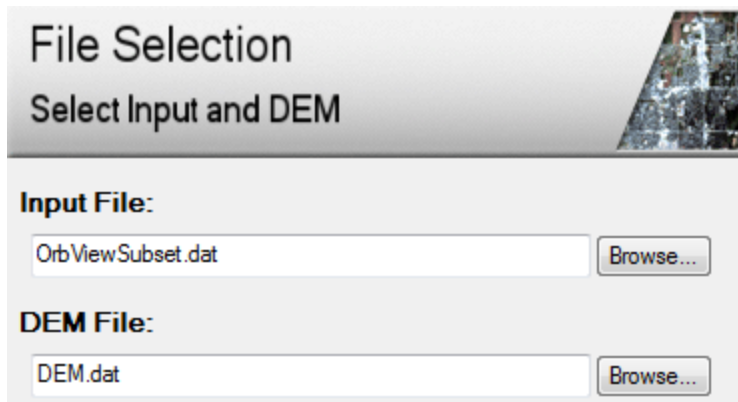 File Selection
Select Input and DEM
Input File:
OrbViewSubset.dat
Browse...
DEM File:
DEM.dat
Browse...